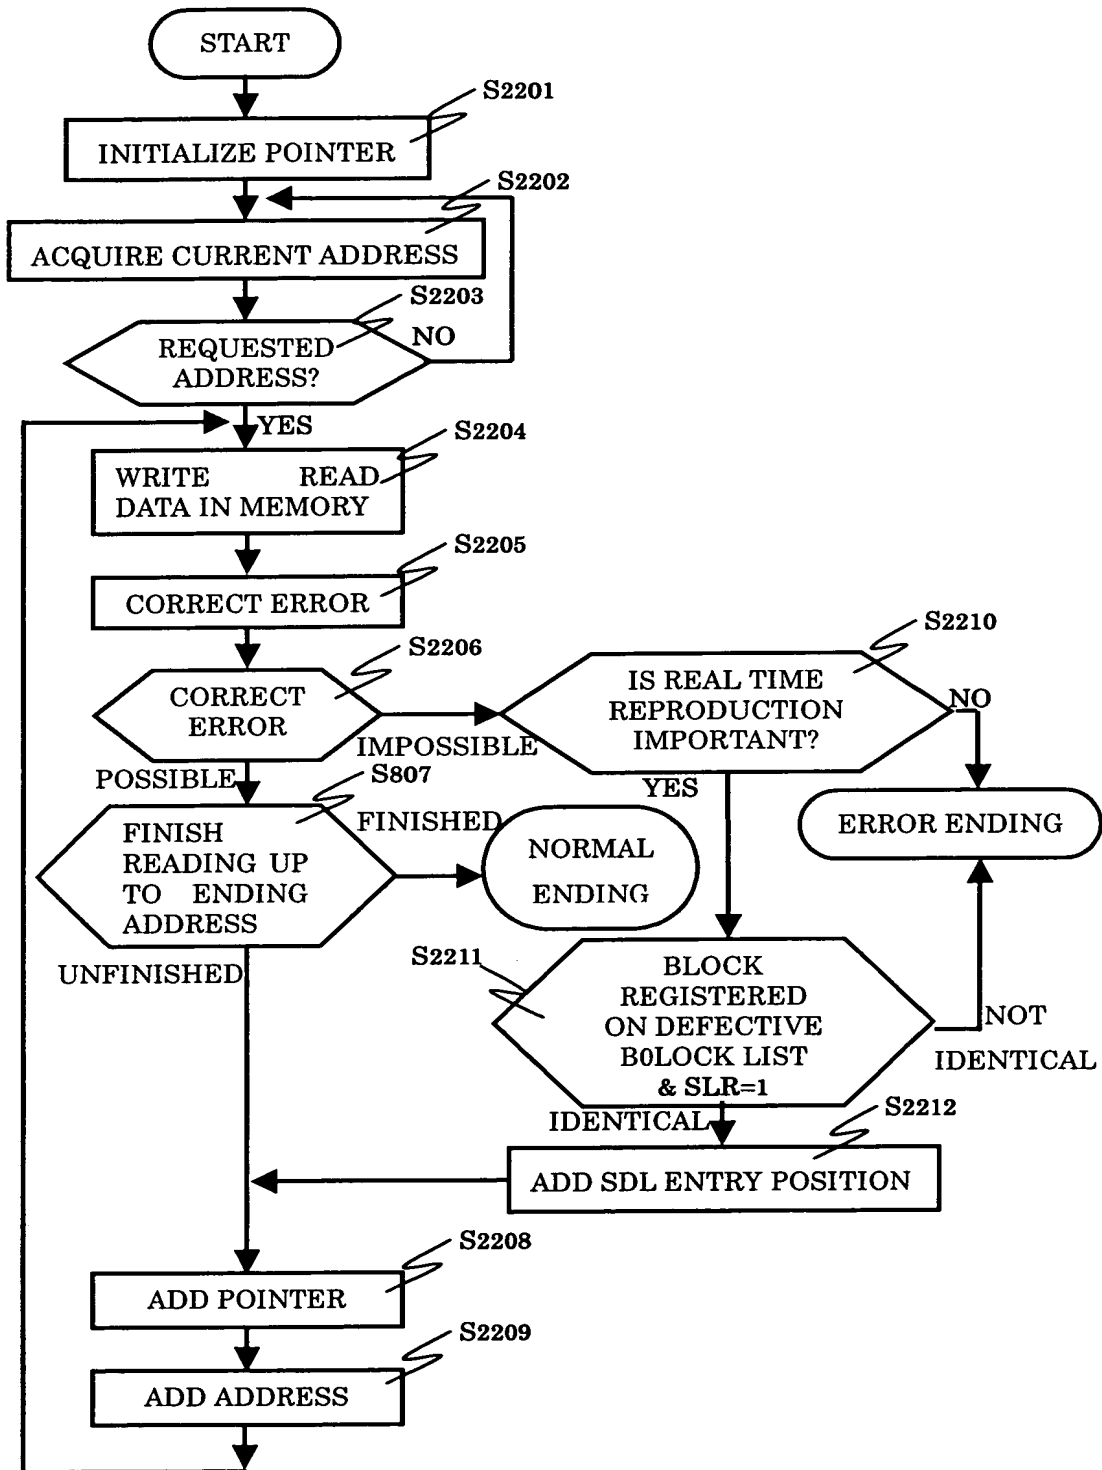 START
S2201
INITIALIZE POINTER
S2202
ACQUIRE CURRENT ADDRESS
S2203
REQUESTED
ADDRESS?
NO
YES
S2204
WRITE READ
DATA IN MEMORY
S2205
CORRECT ERROR
S2206
CORRECT
ERROR
IMPOSSIBLE
POSSIBLE
S2210
IS REAL TIME
REPRODUCTION
IMPORTANT?
NO
YES
ERROR ENDING
S807
FINISH
READING UP
TO ENDING
ADDRESS
FINISHED
NORMAL
ENDING
UNFINISHED
S2211
BLOCK
REGISTERED
ON DEFECTIVE
B0LOCK LIST
& SLR=1
NOT
IDENTICAL
IDENTICAL
S2212
ADD SDL ENTRY POSITION
S2208
ADD POINTER
S2209
ADD ADDRESS